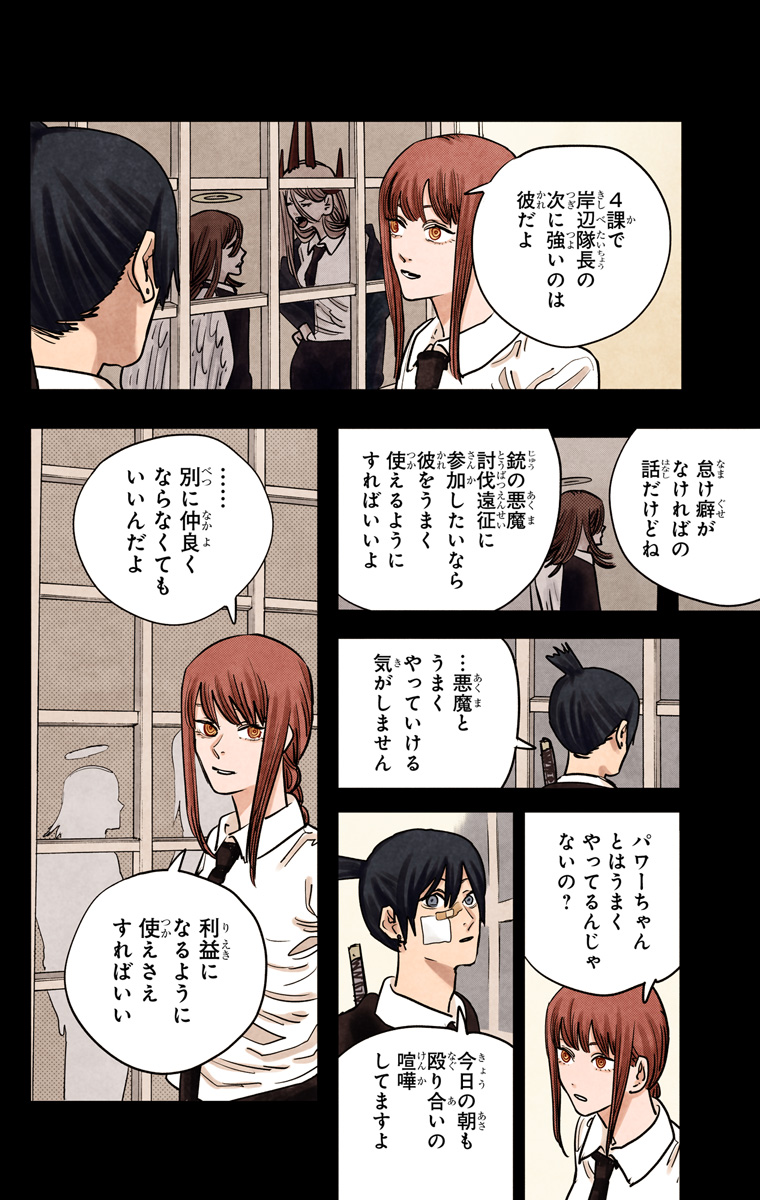 ４課で
岸辺隊長の
次に強いのは
彼だよ
怠け癖が
なければの
話だけどね
銃の悪魔
討伐遠征に
参加したいなら
彼をうまく
使えるように
すればいいよ
…悪魔と
うまく
やっていける
気がしません
パワーちゃん
とはうまく
やってるんじゃ
ないの？
今日の朝も
殴り合いの
喧嘩
してますよ
……
別に仲良く
ならなくても
いいんだよ
利益に
なるように
使えさえ
すればいい